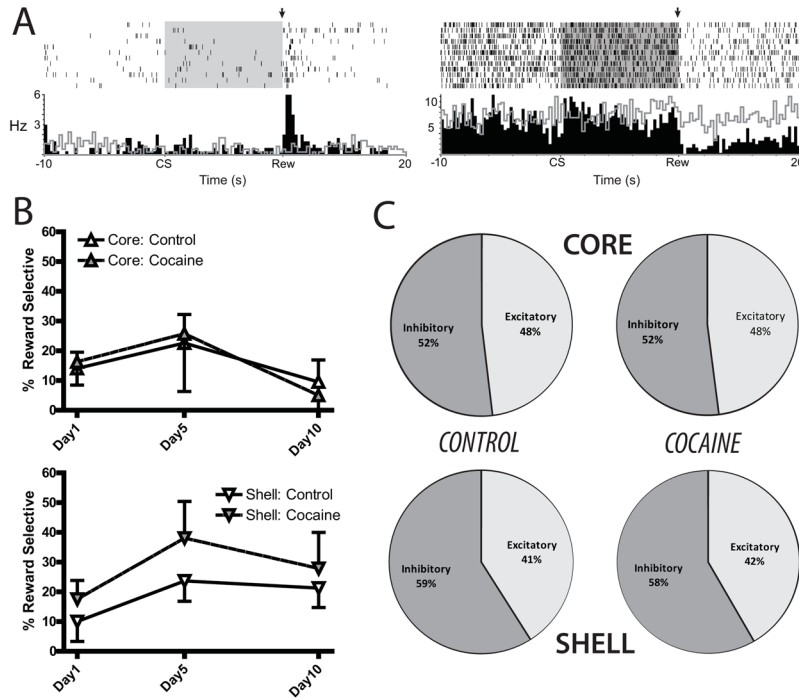 A
6
3
Hz
-10
CS
Rew
20
Time (s)
10
5
-10
CS
Rew
20
Time (s)
B
60
50
40
30
20
10
0
% Reward Selective
Core: Control
Core: Cocaine
Day1
Day5
Day10
60
50
40
30
20
10
0
% Reward Selective
Shell: Control
Shell: Cocaine
Day1
Day5
Day10
C
CORE
Inhibitory
52%
Excitatory
48%
Inhibitory
52%
Excitatory
48%
CONTROL
COCAINE
Inhibitory
59%
Excitatory
41%
Inhibitory
58%
Excitatory
42%
SHELL